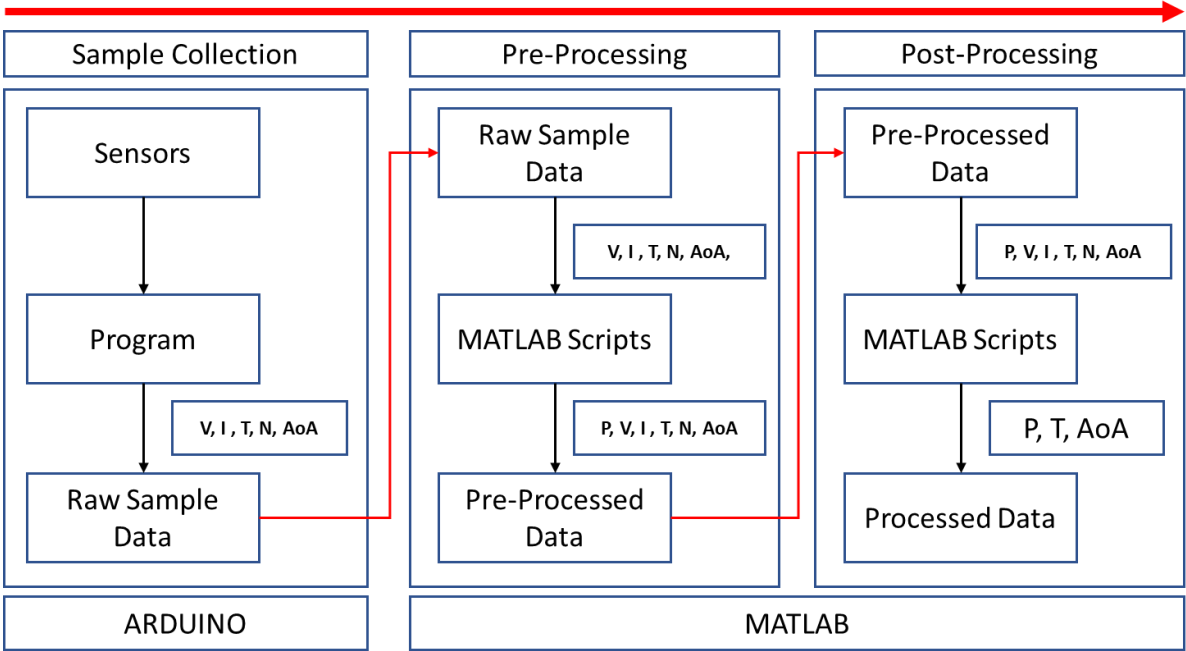 Sample Collection
Pre-Processing
Post-Processing
Sensors
Program
V, I , T, N, AoA
Raw Sample
Data
ARDUINO
Raw Sample
Data
V, I , T, N, AoA,
MATLAB Scripts
P, V, I , T, N, AoA
Pre-Processed
Data
Pre-Processed
Data
P, V, I , T, N, AoA
MATLAB Scripts
P, T, AoA
Processed Data
MATLAB